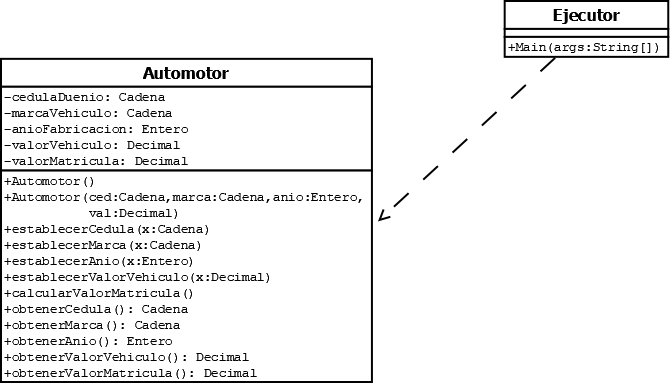 Ejecutor
+Main(args:String[])
Automotor
-cedulaDuenio: Cadena
-marcaVehiculo: Cadena
-anioFabricacion: Entero
-valorVehiculo: Decimal
-valorMatricula: Decimal
+Automotor()
+Automotor(ced:Cadena,marca:Cadena,anio:Entero,
val:Decimal)
+establecerCedula(x:Cadena)
+establecerMarca(x:Cadena)
+establecerAnio(x:Entero)
+establecerValorVehiculo(x:Decimal)
+calcularValorMatricula()
+obtenerCedula(): Cadena
+obtenerMarca(): Cadena
+obtenerAnio(): Entero
+obtenerValorVehiculo(): Decimal
+obtenerValorMatricula(): Decimal